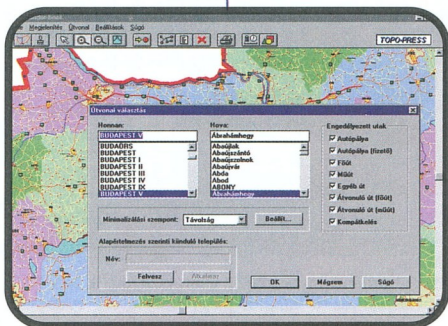 Megjelenítés Útvonal Beállítások Súgó
TOPO-PRESS
Útvonal választás
Honnan:
BUDAPEST V
BUDAÖRS
BUDAPEST
BUDAPEST I
BUDAPEST II
BUDAPEST III
BUDAPEST IV
BUDAPEST IX
BUDAPEST V
Hova:
Ábrahámhegy
Abaújlak
Abaújszántó
Abaújszolnok
Abaújvár
Abda
Abod
ABONY
Ábrahámhegy
Engedélyezett utak
Autópálya
Autópálya (fizető)
Főút
Műút
Egyéb út
Átvonuló út (főút)
Átvonuló út (műút)
Kompátkelés
Minimalizálási szempont: Távolság Beállít...
Alapértelmezés szerinti kiinduló település:
Név:
Felvesz Alkalmaz
OK Mégsem Súgó